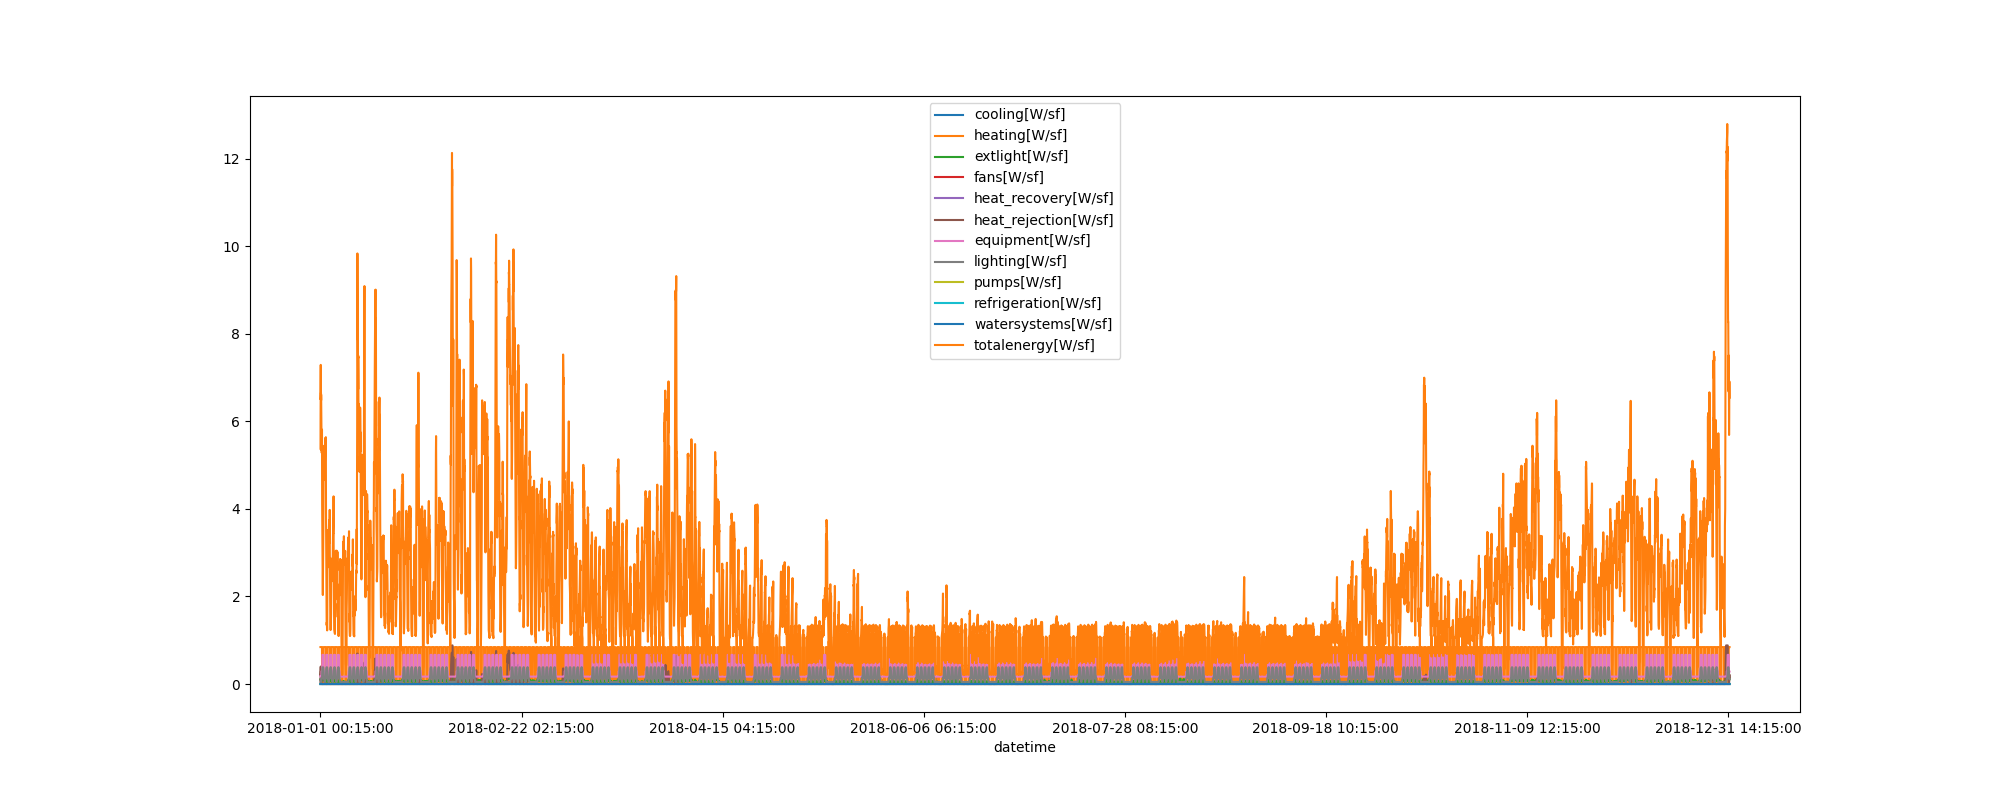 cooling[W/sf]
heating[W/sf]
extlight[W/sf]
fans[W/sf]
heat_recovery[W/sf]
heat_rejection[W/sf]
equipment[W/sf]
lighting[W/sf]
pumps[W/sf]
refrigeration[W/sf]
watersystems[W/sf]
totalenergy[W/sf]
12
10
8
6
4
2
0
2018-01-01 00:15:00 2018-02-22 02:15:00 2018-04-15 04:15:00 2018-06-06 06:15:00 2018-07-28 08:15:00 2018-09-18 10:15:00 2018-11-09 12:15:00 2018-12-31 14:15:00
datetime